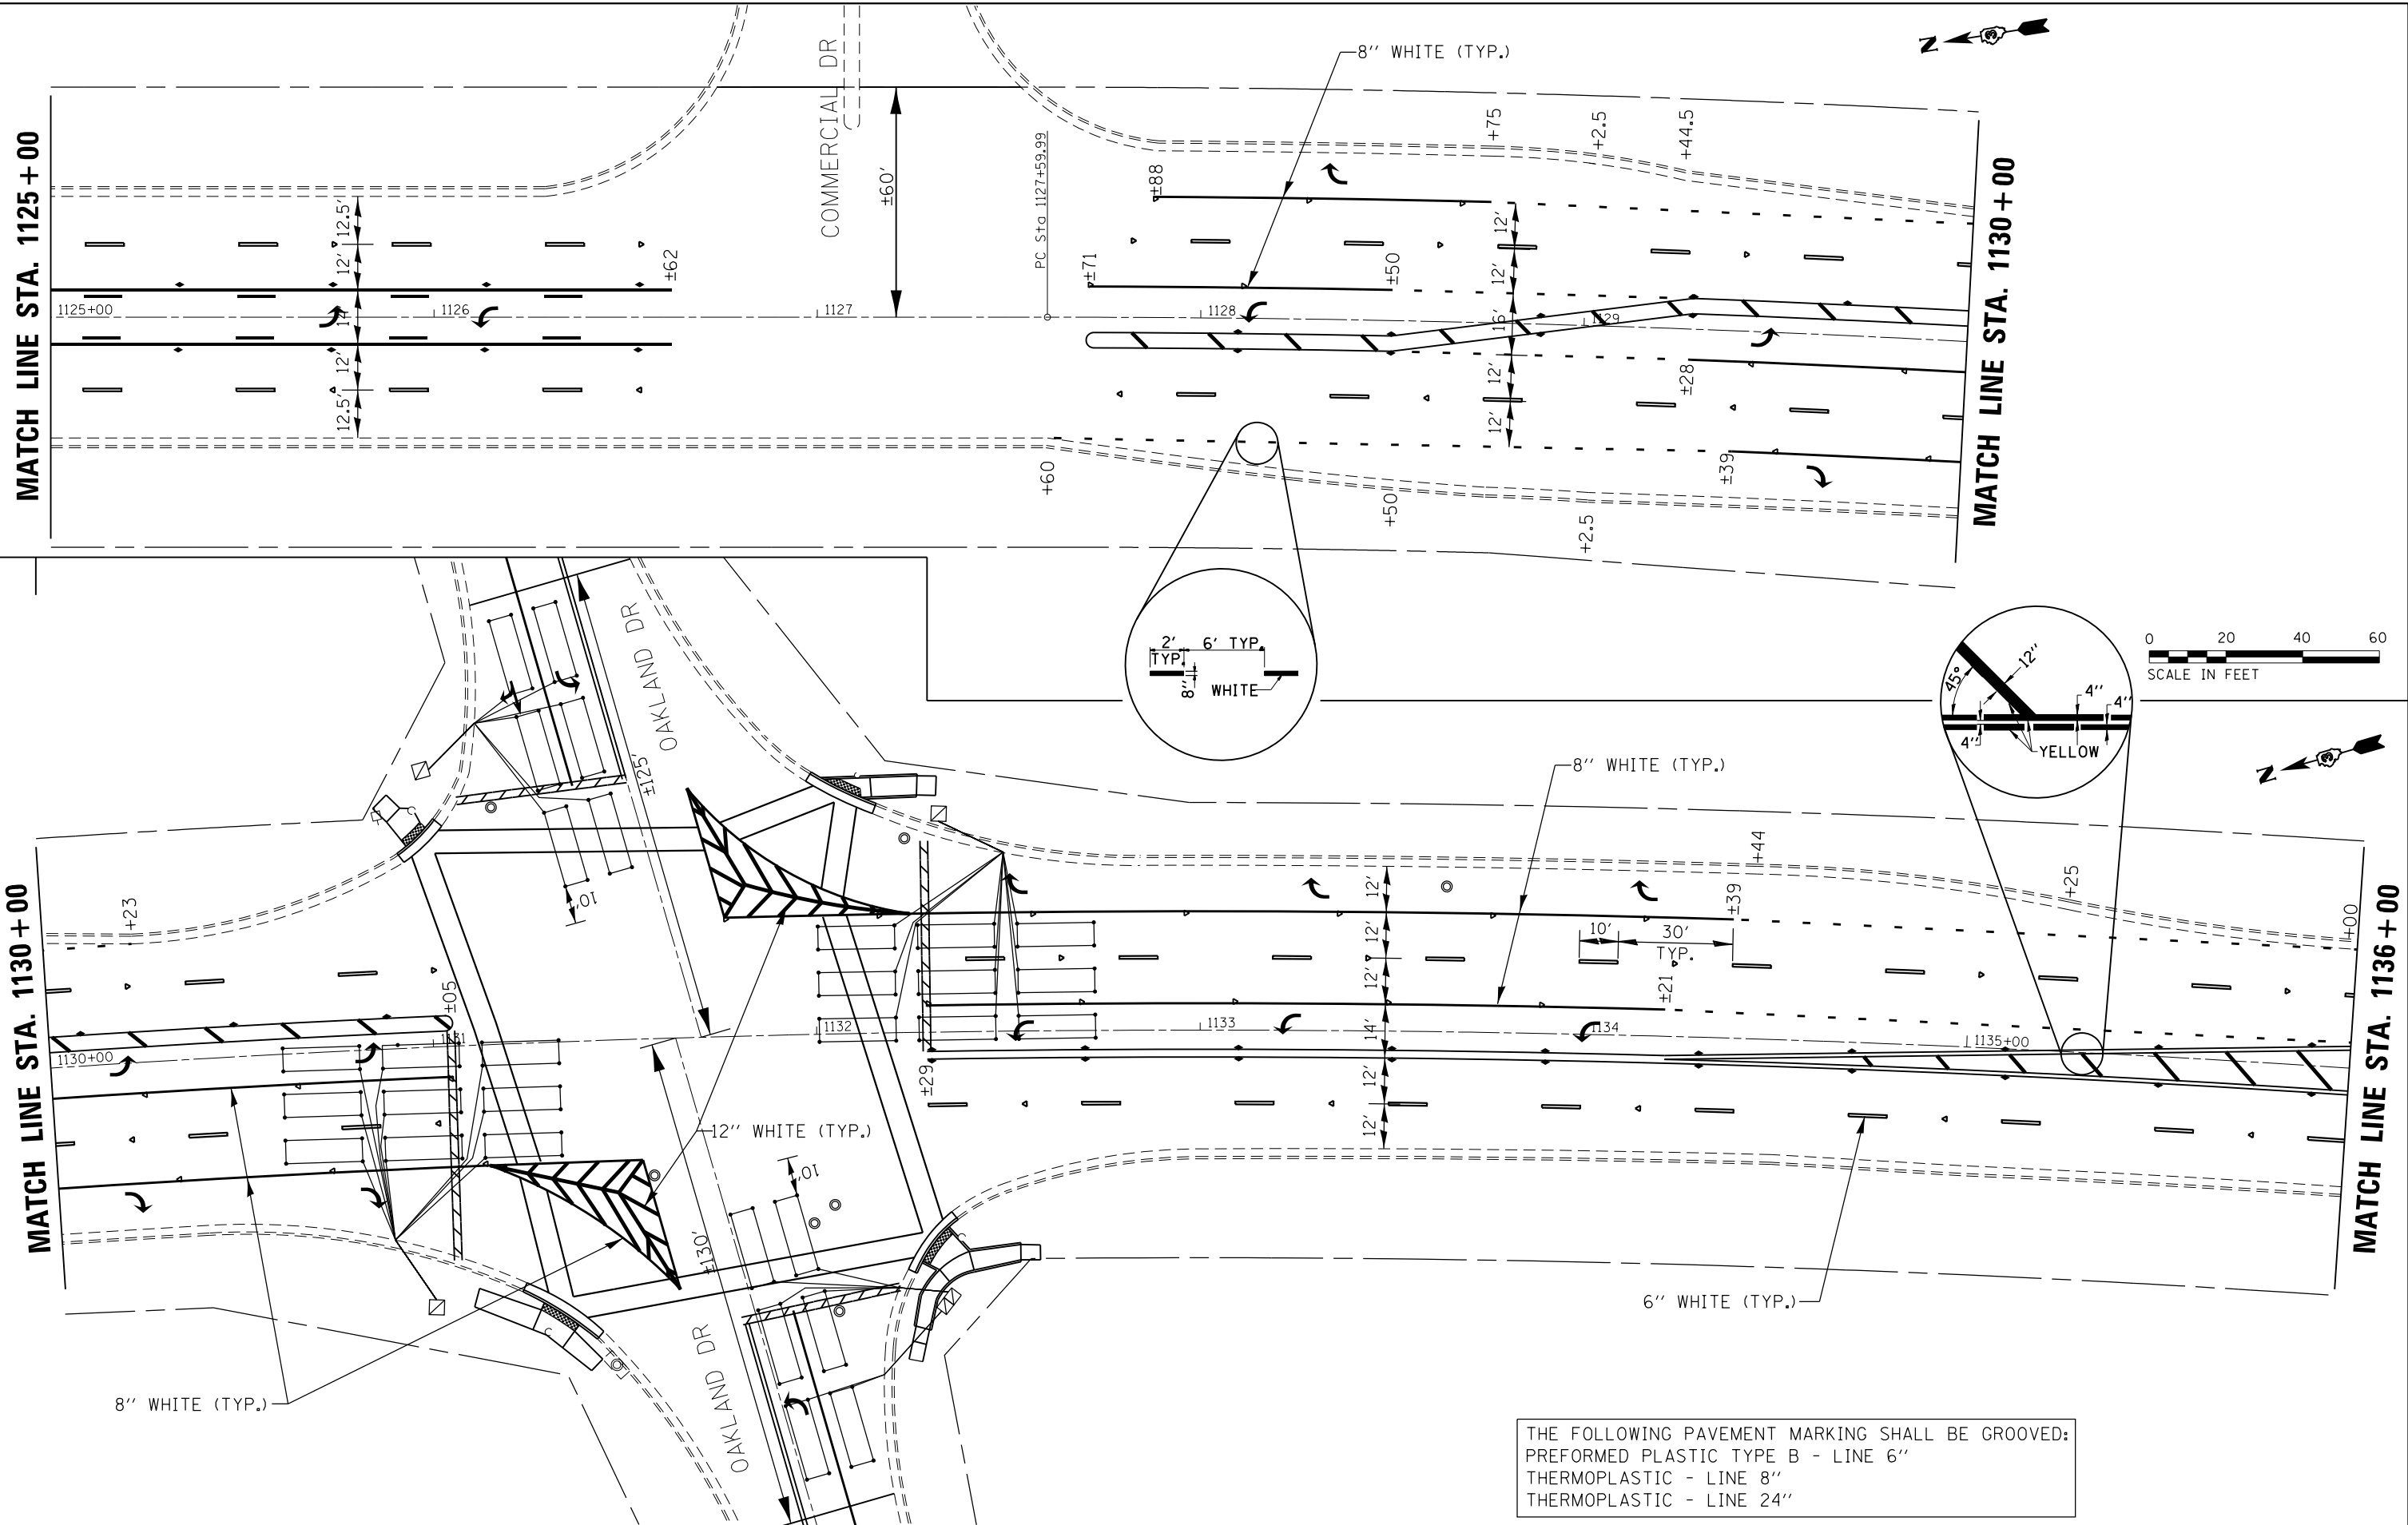 8'' WHITE (TYP.)
N
3
MATCH LINE STA. 1125+00
COMMERCIAL DR
±60'
PC Sta 1127+59.99
±88
+75
+2.5
+44.5
12.5'
12'
14'
12'
12.5'
±62
±71
±50
12'
12'
16'
12'
12'
1125+00
1126
1127
1128
1129
±28
±39
+60
+50
+2.5
MATCH LINE STA. 1130+00
2'
TYP.
6' TYP.
8''
WHITE
45°
12''
4''
4''
4''
YELLOW
0 20 40 60
SCALE IN FEET
N
3
OAKLAND DR
±125'
10'
C
C
8'' WHITE (TYP.)
MATCH LINE STA. 1130+00
+23
±05
1130+00
1131
1132
1133
1134
1135+00
12'
12'
12'
14'
12'
12'
10'
30'
TYP.
±39
+44
±21
+25
+00
±29
MATCH LINE STA. 1136+00
12'' WHITE (TYP.)
10'
±130'
C
C
OAKLAND DR
6'' WHITE (TYP.)
8'' WHITE (TYP.)
THE FOLLOWING PAVEMENT MARKING SHALL BE GROOVED:
PREFORMED PLASTIC TYPE B - LINE 6''
THERMOPLASTIC - LINE 8''
THERMOPLASTIC - LINE 24''